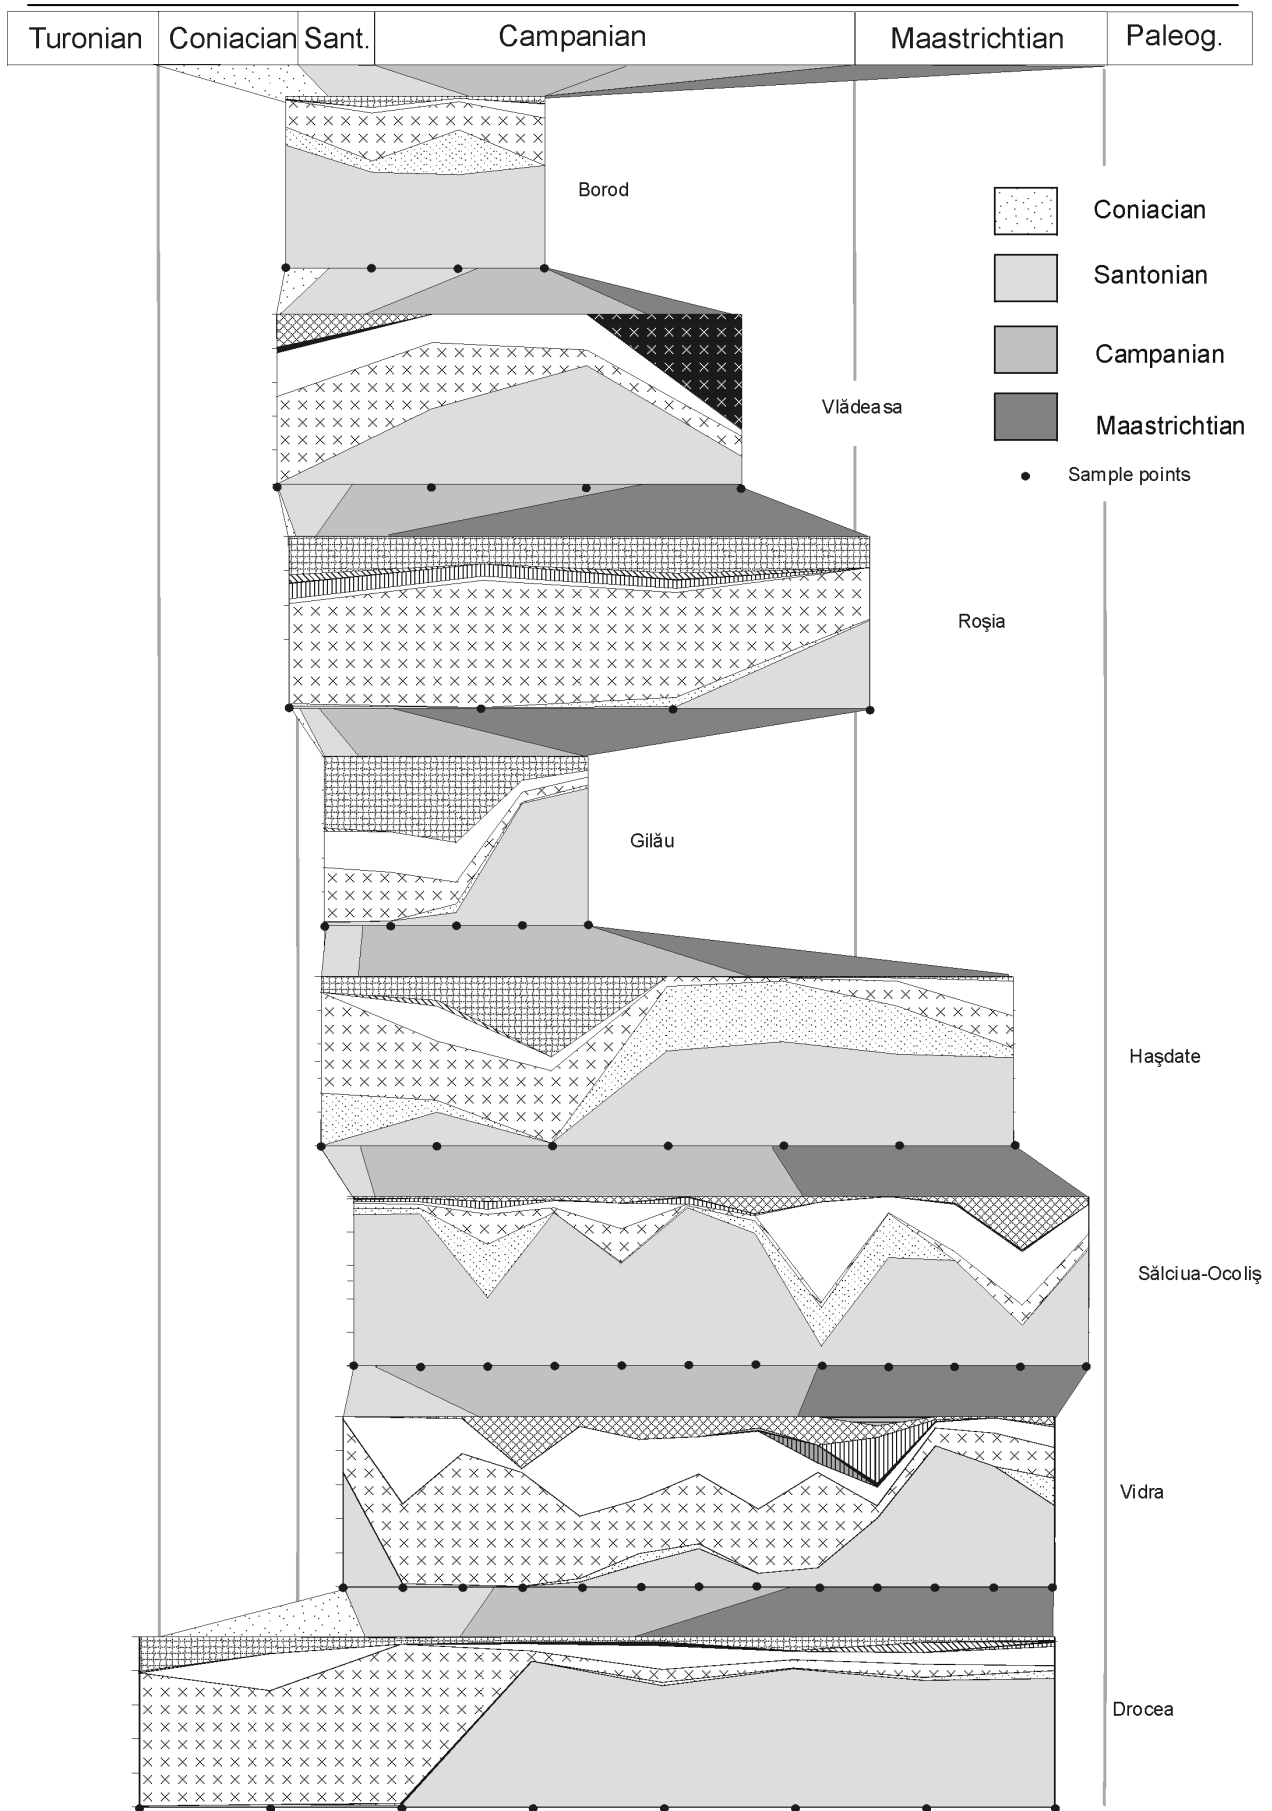 Turonian Coniacian Sant. Campanian Maastrichtian Paleog.
Borod
Coniacian
Santonian
Campanian
Maastrichtian
Sample points
Vlădeasa
Roşia
Gilău
Haşdate
Sălciua-Ocoliş
Vidra
Drocea